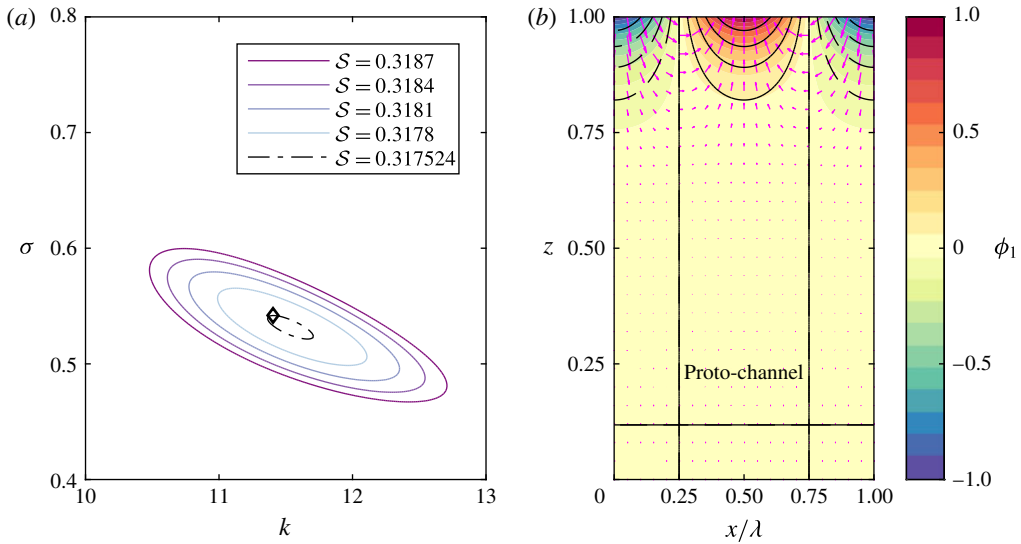 (a)
0.8
0.7
0.6
σ
0.5
0.4
10
11
12
13
k
𝒮 = 0.3187
𝒮 = 0.3184
𝒮 = 0.3181
𝒮 = 0.3178
𝒮 = 0.317524
(b)
1.00
0.75
z
0.50
0.25
0
0.25
0.50
0.75
1.00
x/λ
Proto-channel
1.0
0.5
0
ϕ₁
−0.5
−1.0